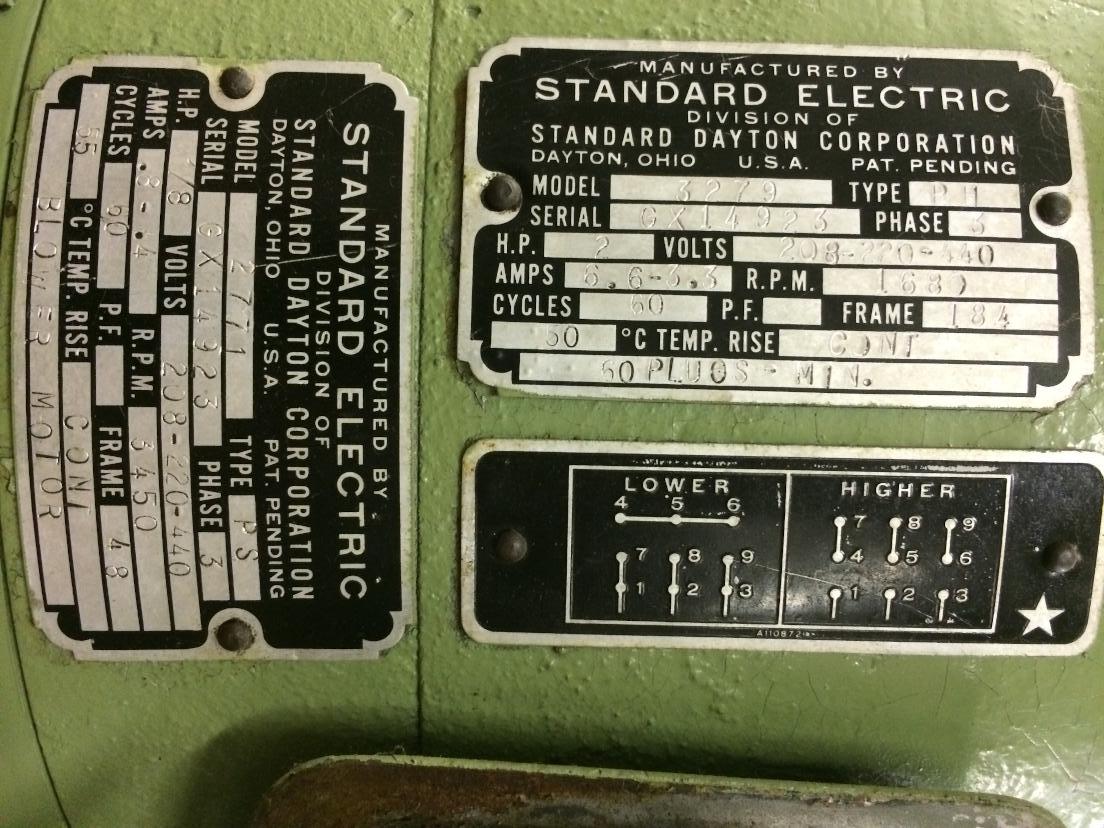 MANUFACTURED BY
STANDARD ELECTRIC
DIVISION OF
STANDARD DAYTON CORPORATION
DAYTON, OHIO U.S.A. PAT. PENDING
MODEL 2771 TYPE PS
SERIAL GX14923 PHASE 3
H.P. /8 VOLTS 208-220-440
AMPS .8-.4 R.P.M. 3450
CYCLES 60 P.F. FRAME 48
55 °C TEMP. RISE CONT
BLOWER MOTOR
MANUFACTURED BY
STANDARD ELECTRIC
DIVISION OF
STANDARD DAYTON CORPORATION
DAYTON, OHIO U.S.A. PAT. PENDING
MODEL 3279 TYPE
SERIAL GX14923 PHASE 3
H.P. 2 VOLTS 208-220-440
AMPS 6.6-3.3 R.P.M.
CYCLES 60 P.F. FRAME 184
50 °C TEMP. RISE CONT
60 PLUGS - MIN.
LOWER HIGHER
4 5 6 7 8 9
7 8 9 4 5 6
1 2 3 1 2 3